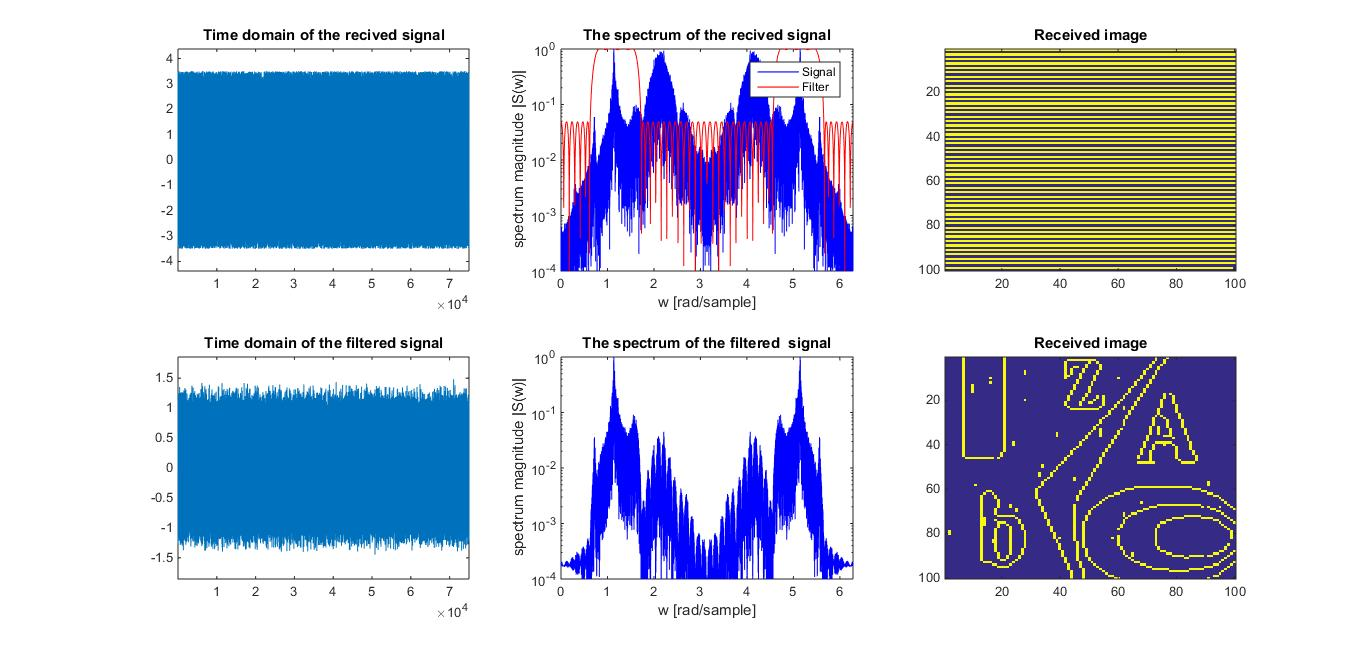 Time domain of the recived signal
4
3
2
1
0
-1
-2
-3
-4
1 2 3 4 5 6 7
×10^4
The spectrum of the recived signal
spectrum magnitude |S(w)|
10^0
10^-1
10^-2
10^-3
10^-4
Signal
Filter
0 1 2 3 4 5 6
w [rad/sample]
Received image
20
40
60
80
100
20 40 60 80 100
Time domain of the filtered signal
1.5
1
0.5
0
-0.5
-1
-1.5
1 2 3 4 5 6 7
×10^4
The spectrum of the filtered signal
spectrum magnitude |S(w)|
10^0
10^-1
10^-2
10^-3
10^-4
0 1 2 3 4 5 6
w [rad/sample]
Received image
20
40
60
80
100
z
A
b
20 40 60 80 100